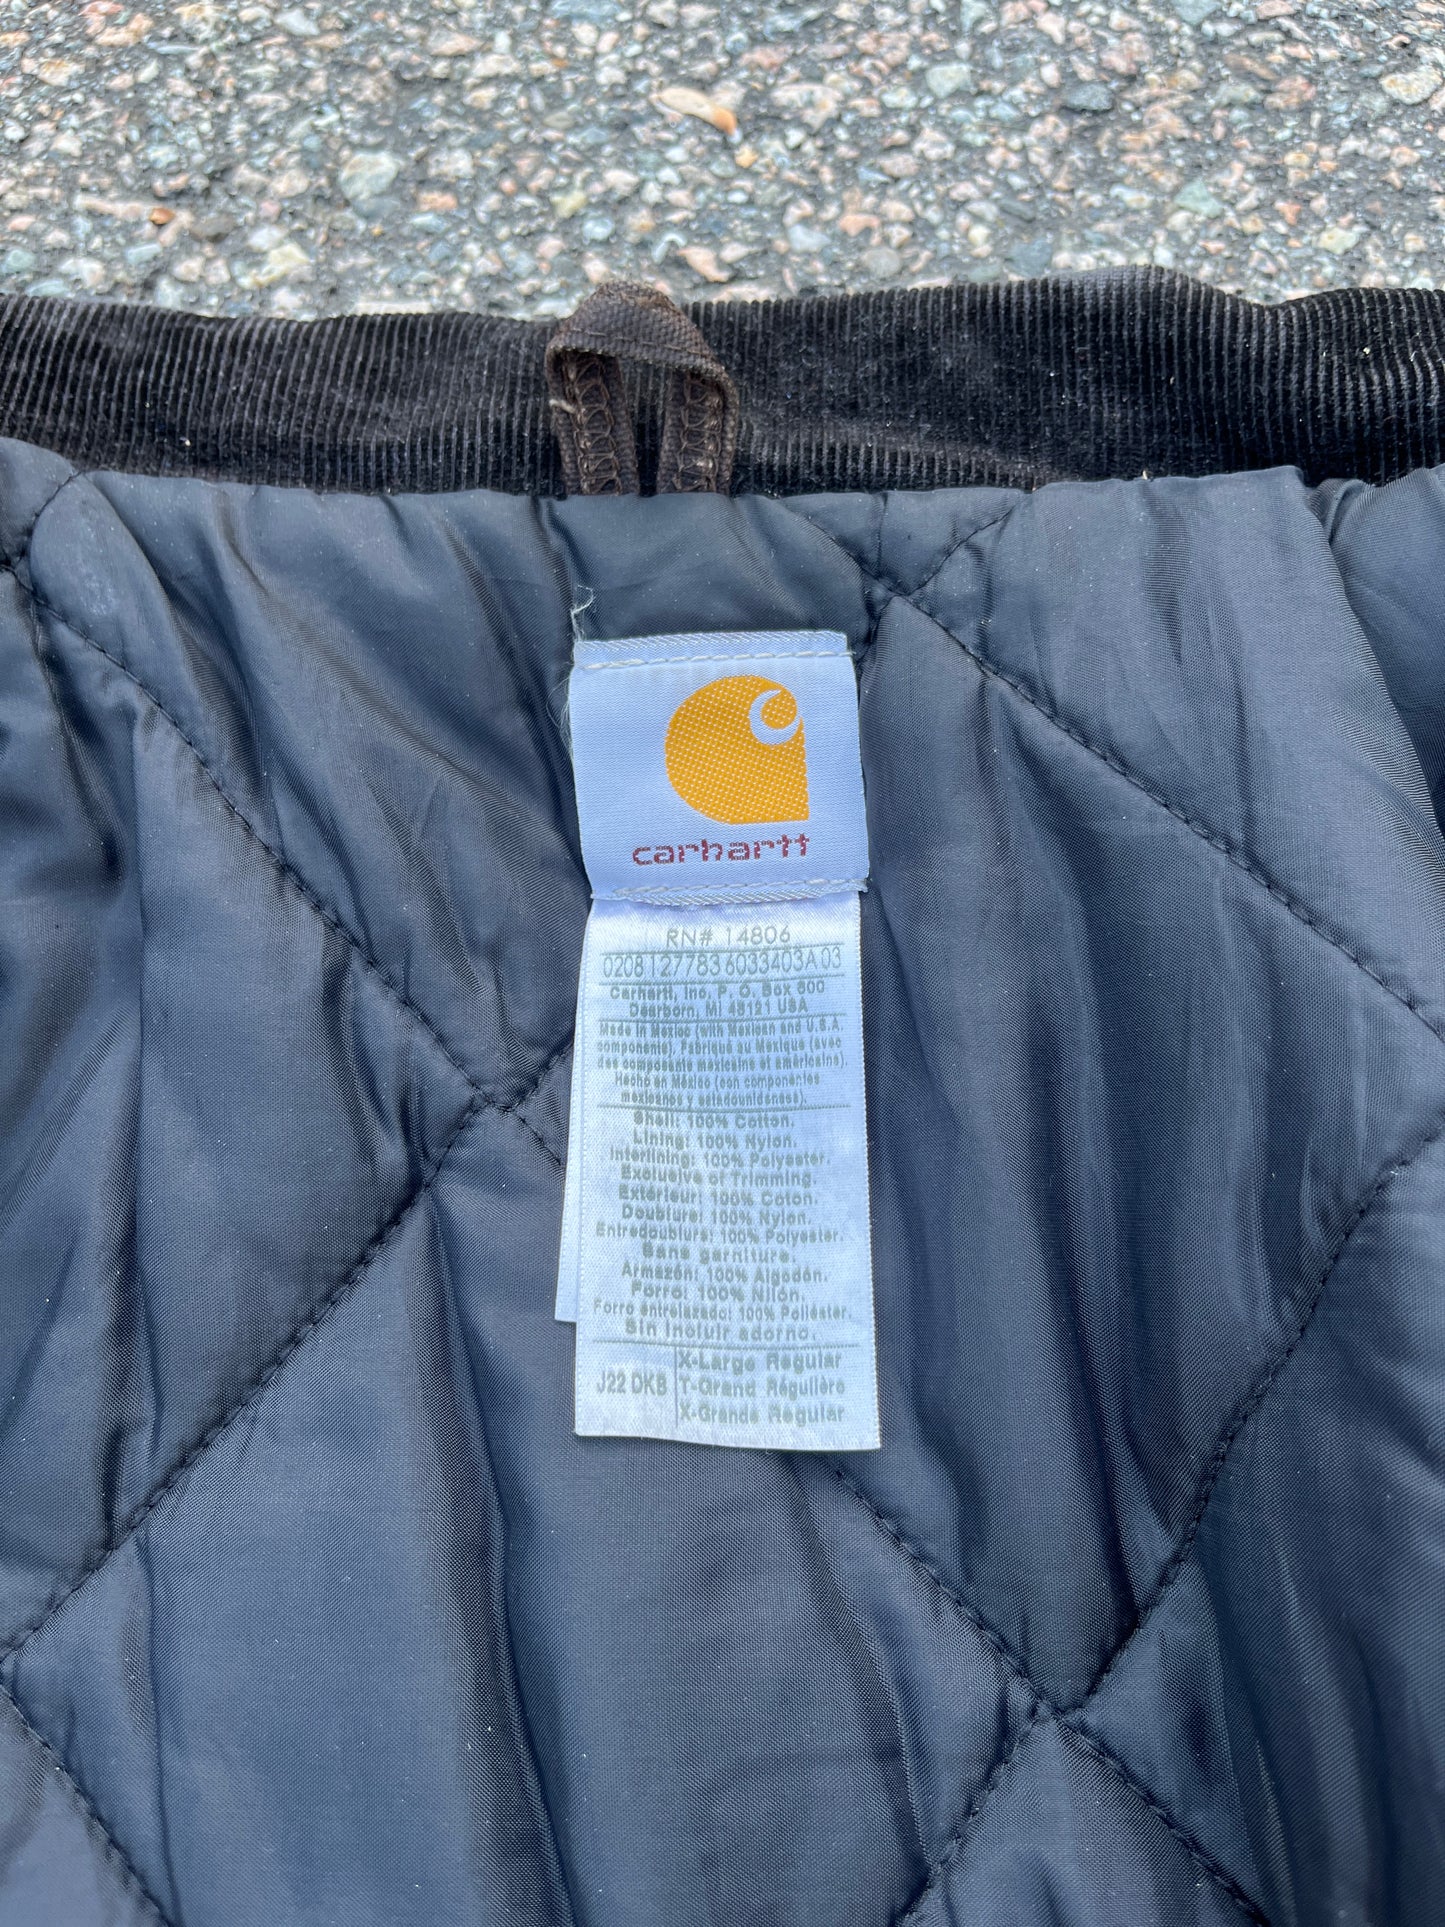 carhartt
RN# 14806
0208127783 6033403A03
Carhartt, Inc, P. O. Box 600
Dearborn, MI 48121 USA
Made in Mexico (with Mexican and U.S.A.
components). Fabriqué au Mexique (avec
des composants mexicains et américains).
Hecho en México (con componentes
mexicanos y estadounidenses).
Shell: 100% Cotton.
Lining: 100% Nylon.
Interlining: 100% Polyester.
Exclusive of Trimming.
Extérieur: 100% Coton.
Doublure: 100% Nylon.
Entredoublure: 100% Polyester.
Sans garniture.
Armazón: 100% Algodón.
Forro: 100% Nilón.
Forro entrelazado: 100% Poliéster.
Sin incluir adorno.
J22 DKB
X-Large Regular
T-Grand Régulière
X-Grande Regular